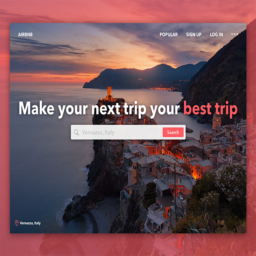 AIRBNB
POPULAR SIGN UP LOG IN
Make your next trip your best trip
Vernazza, Italy
Search
Vernazza, Italy